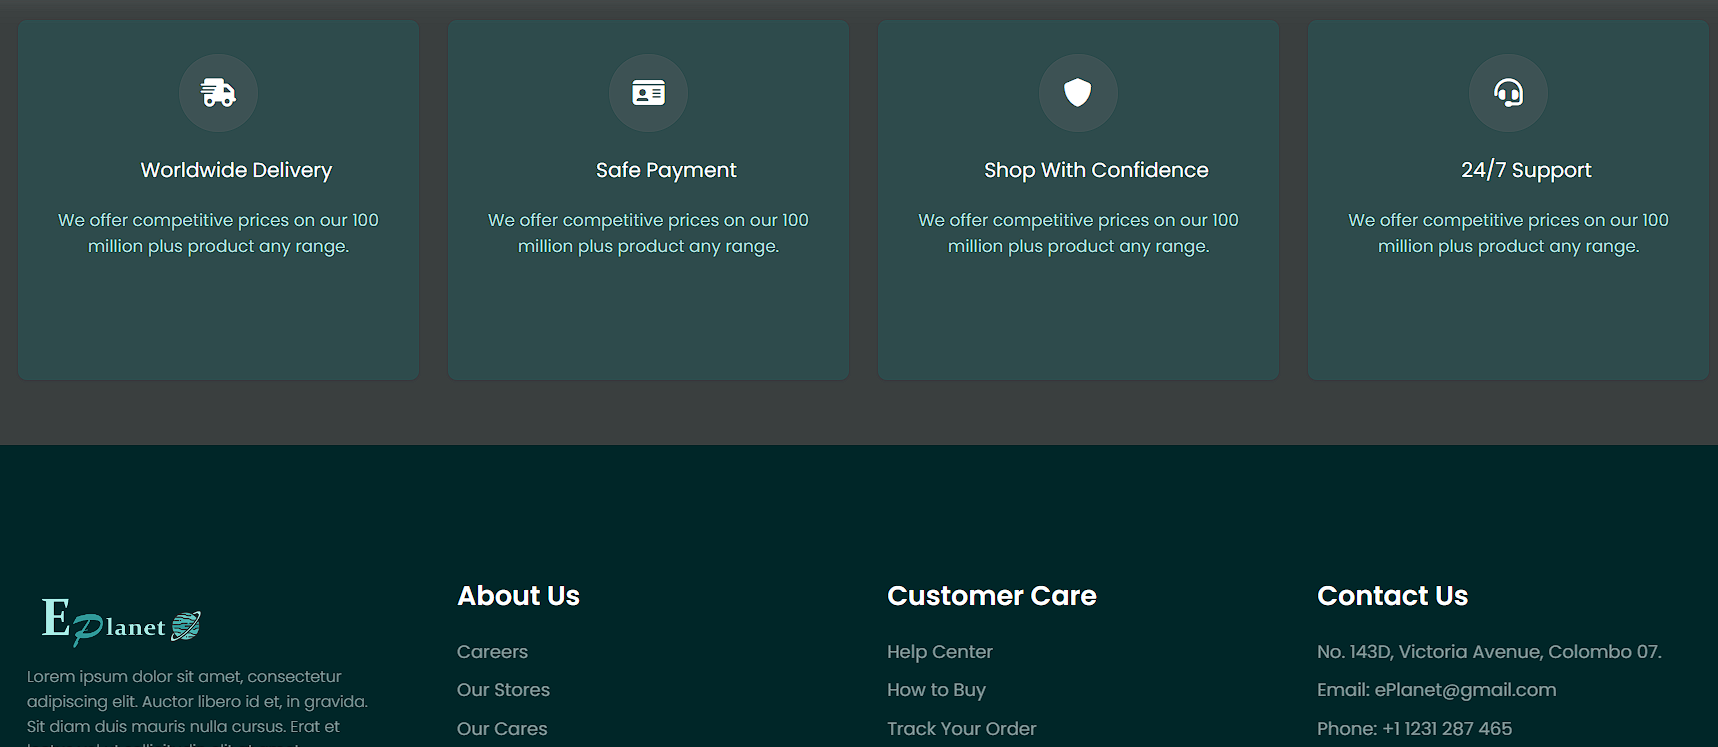 Worldwide Delivery
We offer competitive prices on our 100
million plus product any range.
Safe Payment
We offer competitive prices on our 100
million plus product any range.
Shop With Confidence
We offer competitive prices on our 100
million plus product any range.
24/7 Support
We offer competitive prices on our 100
million plus product any range.
EPlanet
Lorem ipsum dolor sit amet, consectetur
adipiscing elit. Auctor libero id et, in gravida.
Sit diam duis mauris nulla cursus. Erat et
About Us
Careers
Our Stores
Our Cares
Customer Care
Help Center
How to Buy
Track Your Order
Contact Us
No. 143D, Victoria Avenue, Colombo 07.
Email: ePlanet@gmail.com
Phone: +1 1231 287 465